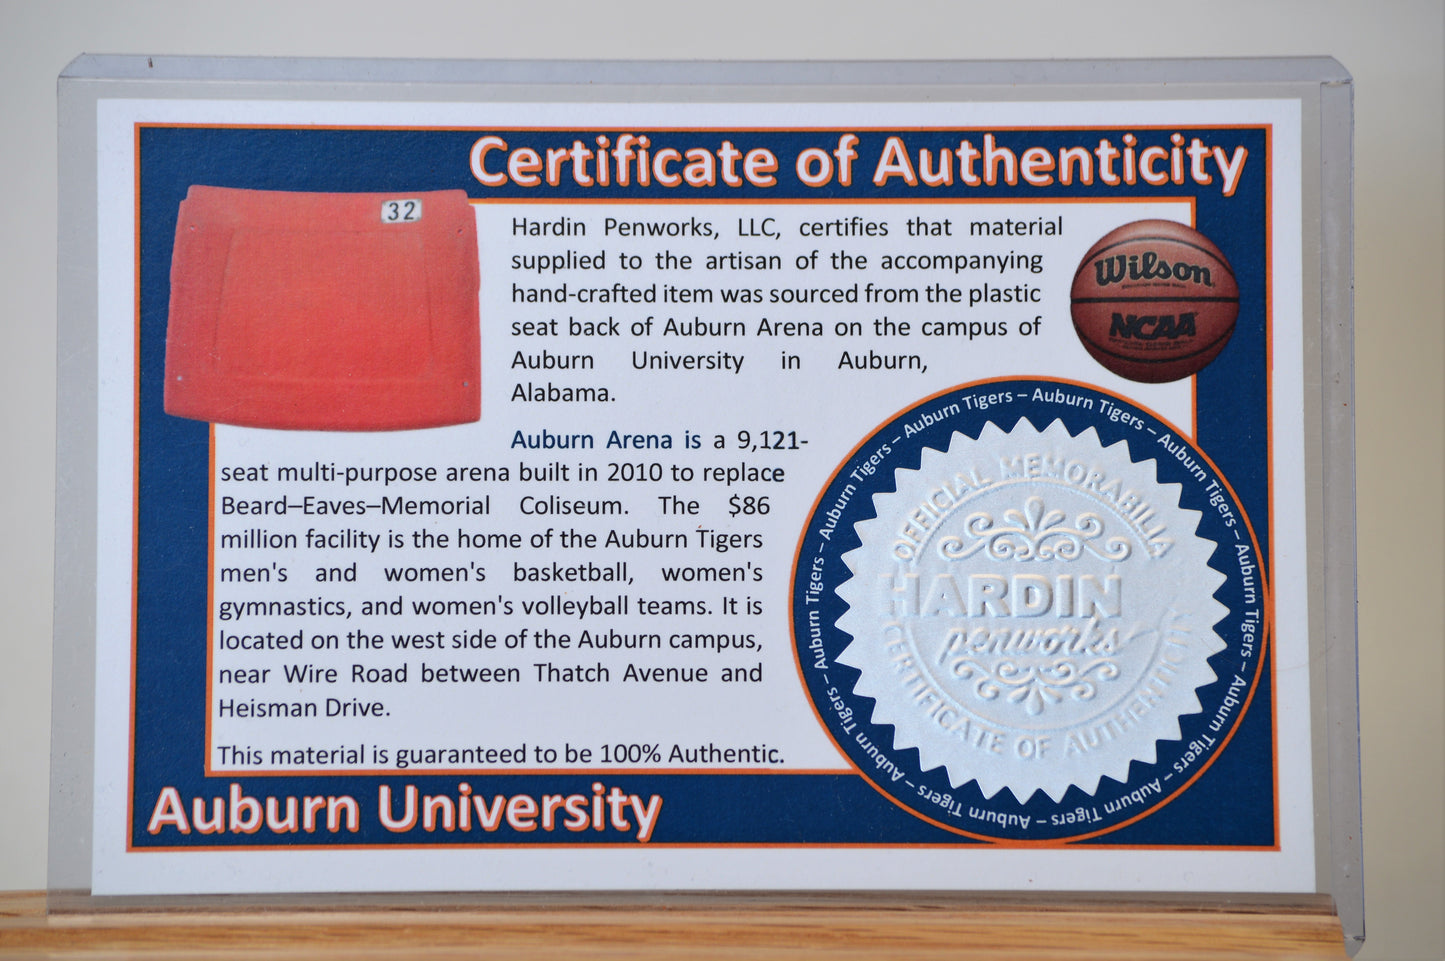 Certificate of Authenticity
32
Hardin Penworks, LLC, certifies that material
supplied to the artisan of the accompanying
hand-crafted item was sourced from the plastic
seat back of Auburn Arena on the campus of
Auburn University in Auburn,
Alabama.
Wilson
NCAA
Auburn Arena is a 9,121-
seat multi-purpose arena built in 2010 to replace
Beard–Eaves–Memorial Coliseum. The $86
million facility is the home of the Auburn Tigers
men's and women's basketball, women's
gymnastics, and women's volleyball teams. It is
located on the west side of the Auburn campus,
near Wire Road between Thatch Avenue and
Heisman Drive.
This material is guaranteed to be 100% Authentic.
Auburn Tigers – Auburn Tigers – Auburn Tigers – Auburn Tigers – Auburn Tigers – Auburn Tigers – Auburn Tigers – Auburn Tigers – Auburn Tigers – Auburn Tigers – Auburn Tigers –
OFFICIAL MEMORABILIA
HARDIN
penworks
CERTIFICATE OF AUTHENTICITY
Auburn University